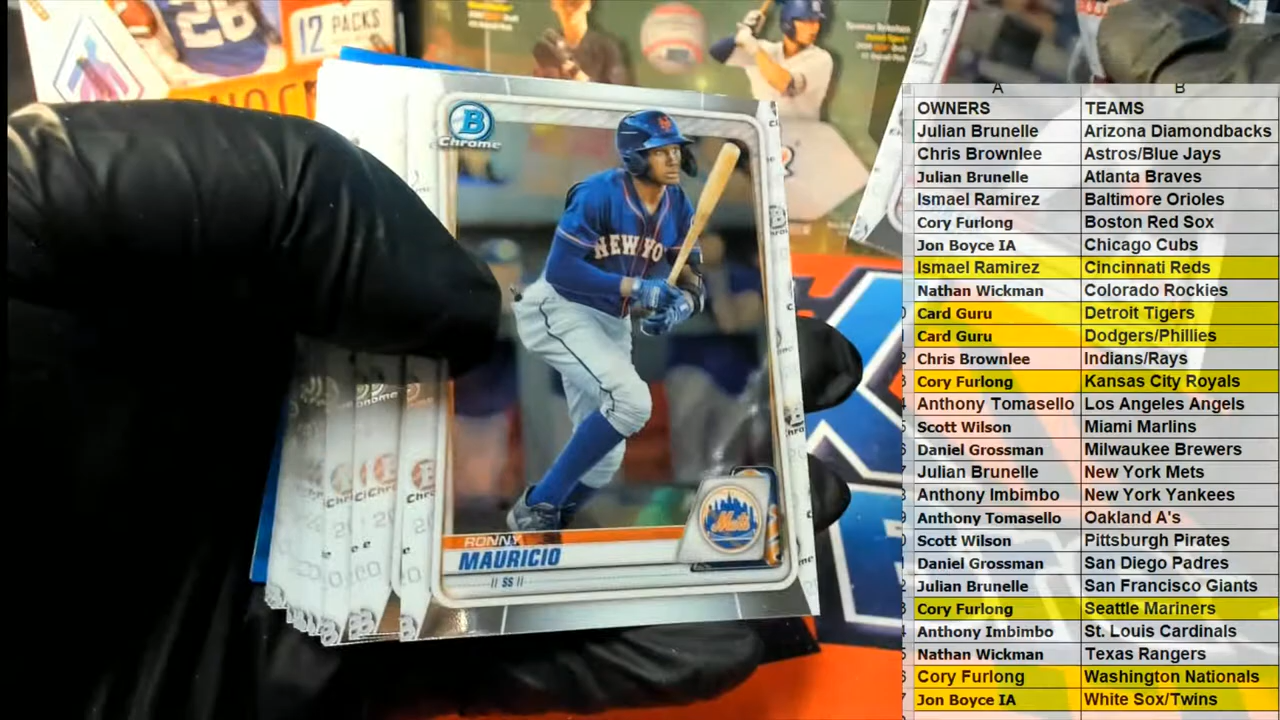 26
12 PACKS
B
Chrome
NEW YO
Mets
RONNY
MAURICIO
SS
A B
OWNERS TEAMS
Julian Brunelle Arizona Diamondbacks
Chris Brownlee Astros/Blue Jays
Julian Brunelle Atlanta Braves
Ismael Ramirez Baltimore Orioles
Cory Furlong Boston Red Sox
Jon Boyce IA Chicago Cubs
Ismael Ramirez Cincinnati Reds
Nathan Wickman Colorado Rockies
Card Guru Detroit Tigers
Card Guru Dodgers/Phillies
Chris Brownlee Indians/Rays
Cory Furlong Kansas City Royals
Anthony Tomasello Los Angeles Angels
Scott Wilson Miami Marlins
Daniel Grossman Milwaukee Brewers
Julian Brunelle New York Mets
Anthony Imbimbo New York Yankees
Anthony Tomasello Oakland A's
Scott Wilson Pittsburgh Pirates
Daniel Grossman San Diego Padres
Julian Brunelle San Francisco Giants
Cory Furlong Seattle Mariners
Anthony Imbimbo St. Louis Cardinals
Nathan Wickman Texas Rangers
Cory Furlong Washington Nationals
Jon Boyce IA White Sox/Twins